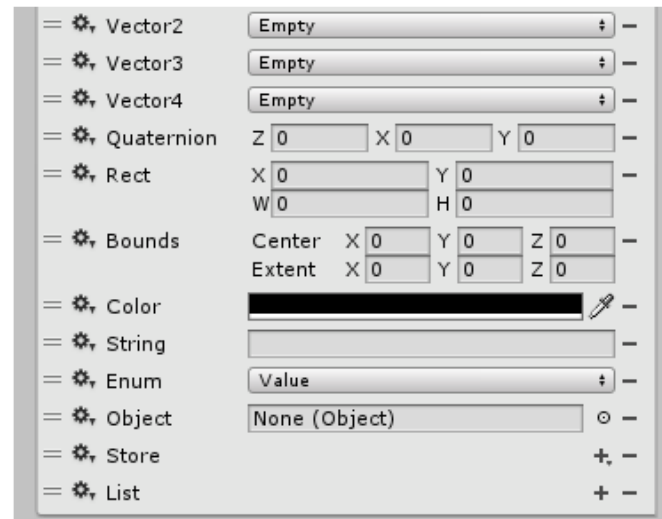 Vector2 Empty
Vector3 Empty
Vector4 Empty
Quaternion Z 0 X 0 Y 0
Rect X 0 Y 0
W 0 H 0
Bounds Center X 0 Y 0 Z 0
Extent X 0 Y 0 Z 0
Color
String
Enum Value
Object None (Object)
Store
List